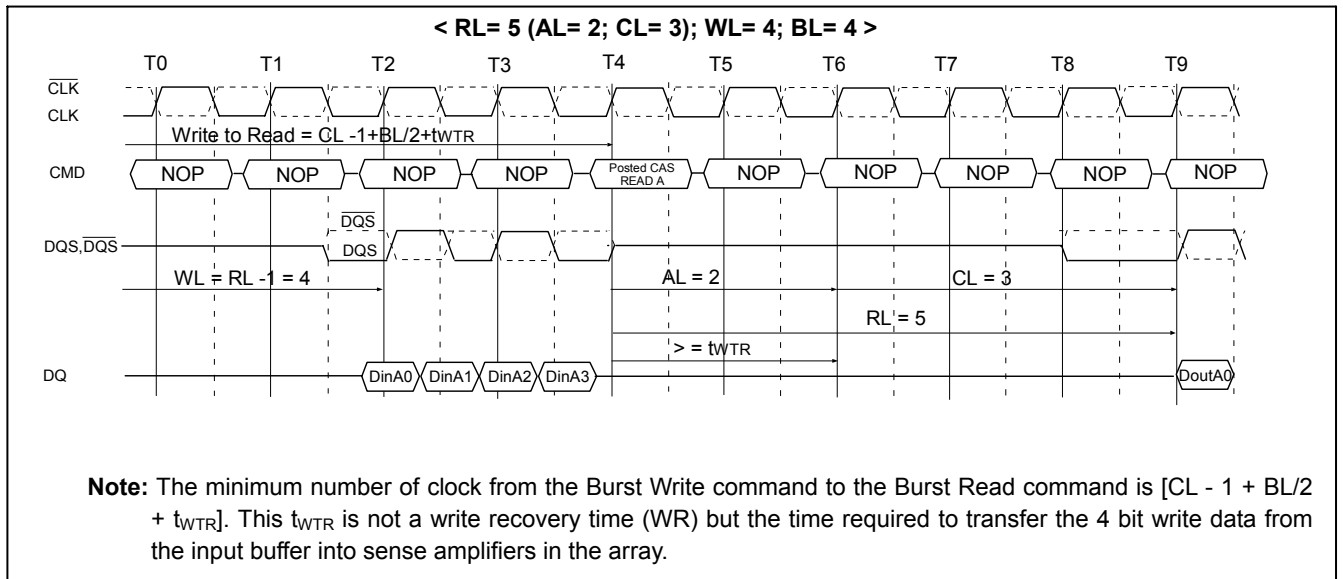 < RL= 5 (AL= 2; CL= 3); WL= 4; BL= 4 >
T0 T1 T2 T3 T4 T5 T6 T7 T8 T9
CLK
CLK
Write to Read = CL -1+BL/2+tWTR
CMD NOP NOP NOP NOP Posted CAS READ A NOP NOP NOP NOP NOP
DQS
DQS,DQS DQS
WL = RL -1 = 4 AL = 2 CL = 3
RL = 5
> = tWTR
DQ DinA0 DinA1 DinA2 DinA3 DoutA0
Note: The minimum number of clock from the Burst Write command to the Burst Read command is [CL - 1 + BL/2
+ tWTR]. This tWTR is not a write recovery time (WR) but the time required to transfer the 4 bit write data from
the input buffer into sense amplifiers in the array.